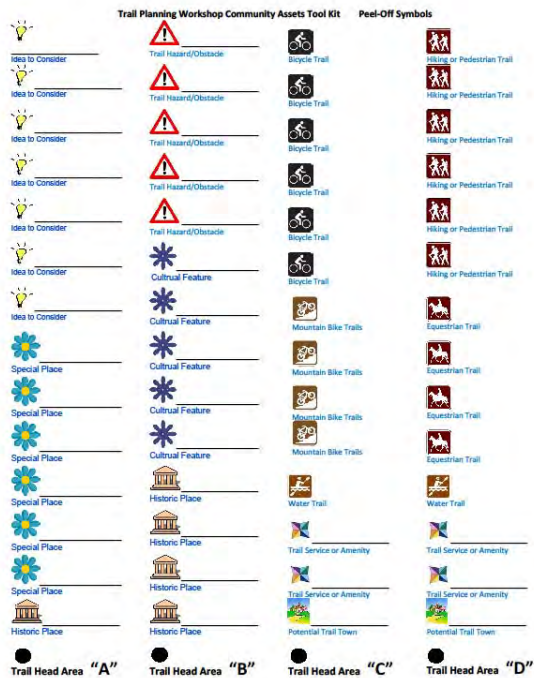 Trail Planning Workshop Community Assets Tool Kit Peel-Off Symbols
Idea to Consider
Idea to Consider
Idea to Consider
Idea to Consider
Idea to Consider
Idea to Consider
Idea to Consider
Special Place
Special Place
Special Place
Special Place
Special Place
Special Place
Historic Place
Trail Head Area "A"
Trail Hazard/Obstacle
Trail Hazard/Obstacle
Trail Hazard/Obstacle
Trail Hazard/Obstacle
Trail Hazard/Obstacle
Cultrual Feature
Cultrual Feature
Cultrual Feature
Cultrual Feature
Cultrual Feature
Historic Place
Historic Place
Historic Place
Historic Place
Trail Head Area "B"
Bicycle Trail
Bicycle Trail
Bicycle Trail
Bicycle Trail
Bicycle Trail
Bicycle Trail
Mountain Bike Trails
Mountain Bike Trails
Mountain Bike Trails
Mountain Bike Trails
Water Trail
Trail Service or Amenity
Trail Service or Amenity
Potential Trail Town
Trail Head Area "C"
Hiking or Pedestrian Trail
Hiking or Pedestrian Trail
Hiking or Pedestrian Trail
Hiking or Pedestrian Trail
Hiking or Pedestrian Trail
Hiking or Pedestrian Trail
Equestrian Trail
Equestrian Trail
Equestrian Trail
Equestrian Trail
Water Trail
Trail Service or Amenity
Trail Service or Amenity
Potential Trail Town
Trail Head Area "D"